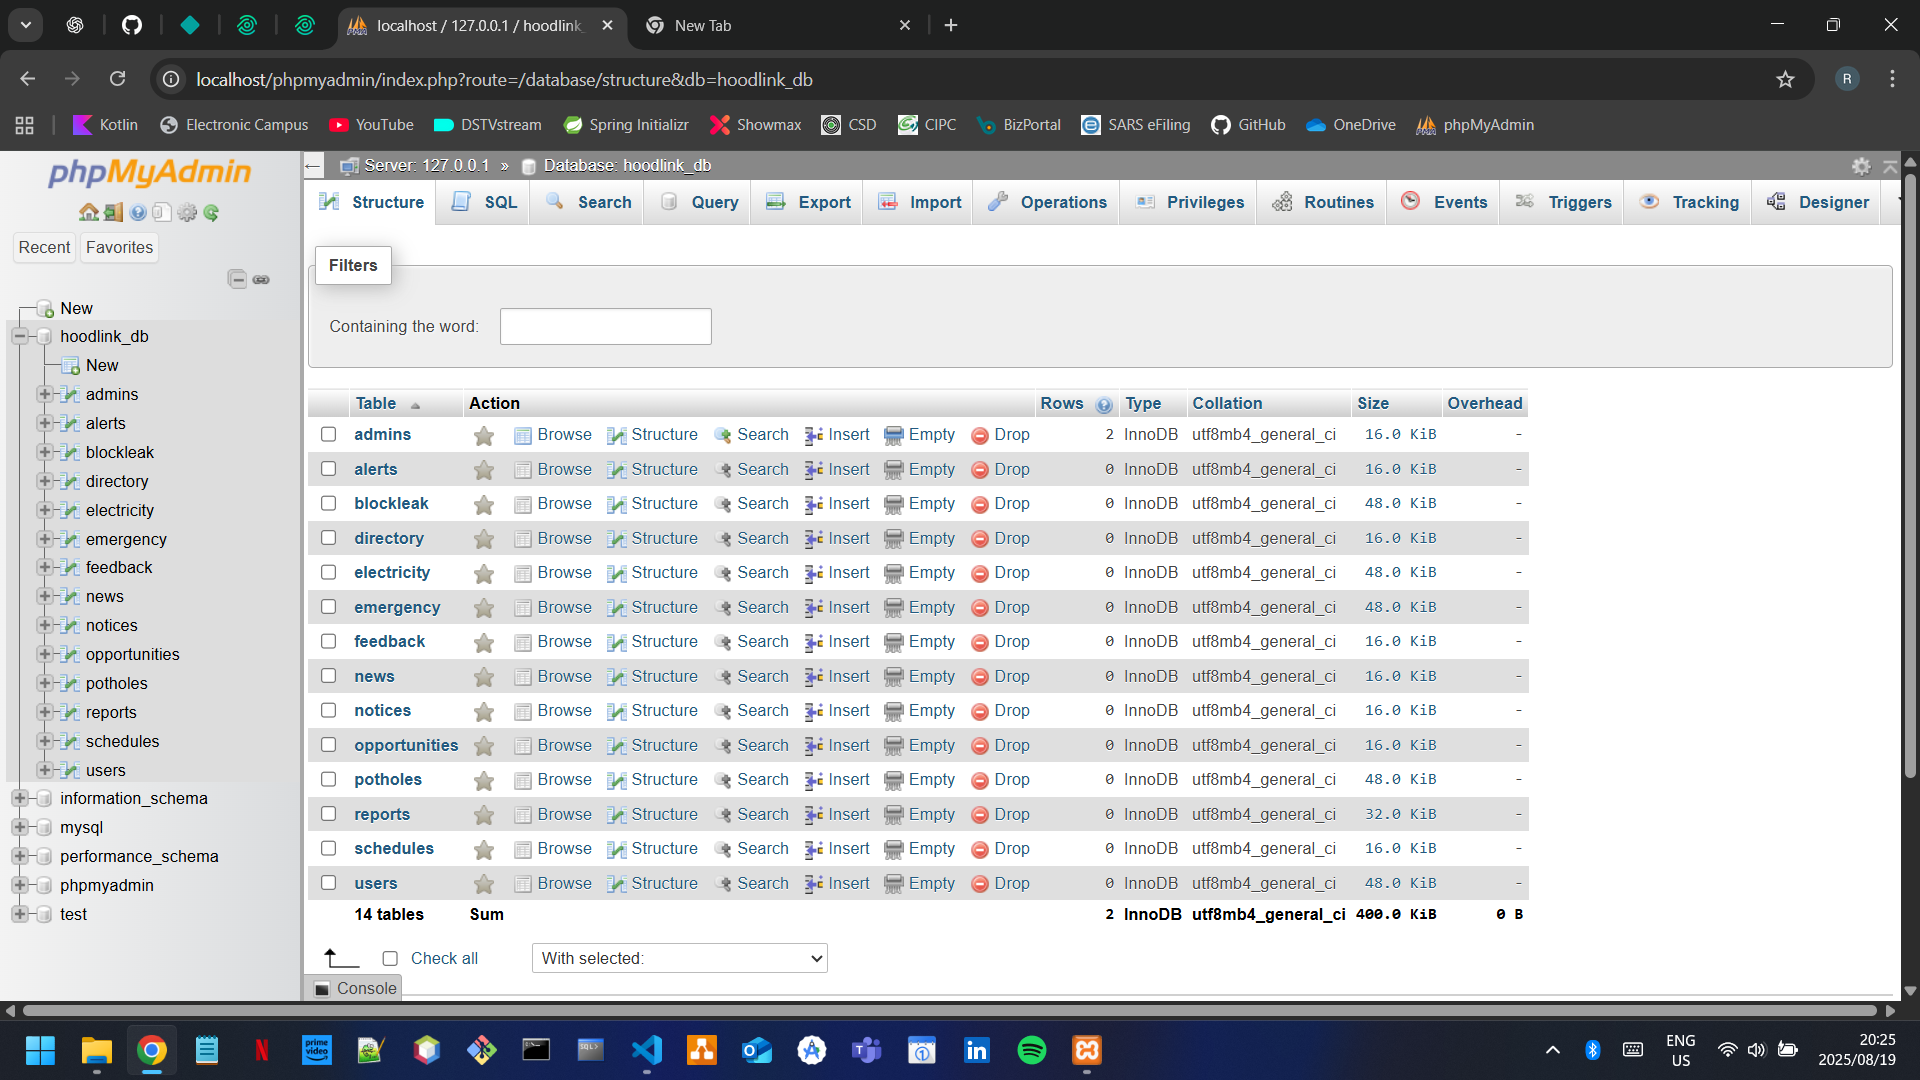 localhost / 127.0.0.1 / hoodlink_
New Tab
localhost/phpmyadmin/index.php?route=/database/structure&db=hoodlink_db
R
Kotlin
Electronic Campus
YouTube
DSTVstream
Spring Initializr
Showmax
CSD
CIPC
BizPortal
SARS eFiling
GitHub
OneDrive
phpMyAdmin
phpMyAdmin
Recent
Favorites
New
hoodlink_db
New
admins
alerts
blockleak
directory
electricity
emergency
feedback
news
notices
opportunities
potholes
reports
schedules
users
information_schema
mysql
performance_schema
phpmyadmin
test
Server: 127.0.0.1 » Database: hoodlink_db
Structure SQL Search Query Export Import Operations Privileges Routines Events Triggers Tracking Designer
Filters
Containing the word:
Table Action Rows Type Collation Size Overhead
admins Browse Structure Search Insert Empty Drop 2 InnoDB utf8mb4_general_ci 16.0 KiB -
alerts Browse Structure Search Insert Empty Drop 0 InnoDB utf8mb4_general_ci 16.0 KiB -
blockleak Browse Structure Search Insert Empty Drop 0 InnoDB utf8mb4_general_ci 48.0 KiB -
directory Browse Structure Search Insert Empty Drop 0 InnoDB utf8mb4_general_ci 16.0 KiB -
electricity Browse Structure Search Insert Empty Drop 0 InnoDB utf8mb4_general_ci 48.0 KiB -
emergency Browse Structure Search Insert Empty Drop 0 InnoDB utf8mb4_general_ci 48.0 KiB -
feedback Browse Structure Search Insert Empty Drop 0 InnoDB utf8mb4_general_ci 16.0 KiB -
news Browse Structure Search Insert Empty Drop 0 InnoDB utf8mb4_general_ci 16.0 KiB -
notices Browse Structure Search Insert Empty Drop 0 InnoDB utf8mb4_general_ci 16.0 KiB -
opportunities Browse Structure Search Insert Empty Drop 0 InnoDB utf8mb4_general_ci 16.0 KiB -
potholes Browse Structure Search Insert Empty Drop 0 InnoDB utf8mb4_general_ci 48.0 KiB -
reports Browse Structure Search Insert Empty Drop 0 InnoDB utf8mb4_general_ci 32.0 KiB -
schedules Browse Structure Search Insert Empty Drop 0 InnoDB utf8mb4_general_ci 16.0 KiB -
users Browse Structure Search Insert Empty Drop 0 InnoDB utf8mb4_general_ci 48.0 KiB -
14 tables Sum 2 InnoDB utf8mb4_general_ci 400.0 KiB 0 B
Check all
With selected:
Console
prime video
ENG
US
20:25
2025/08/19